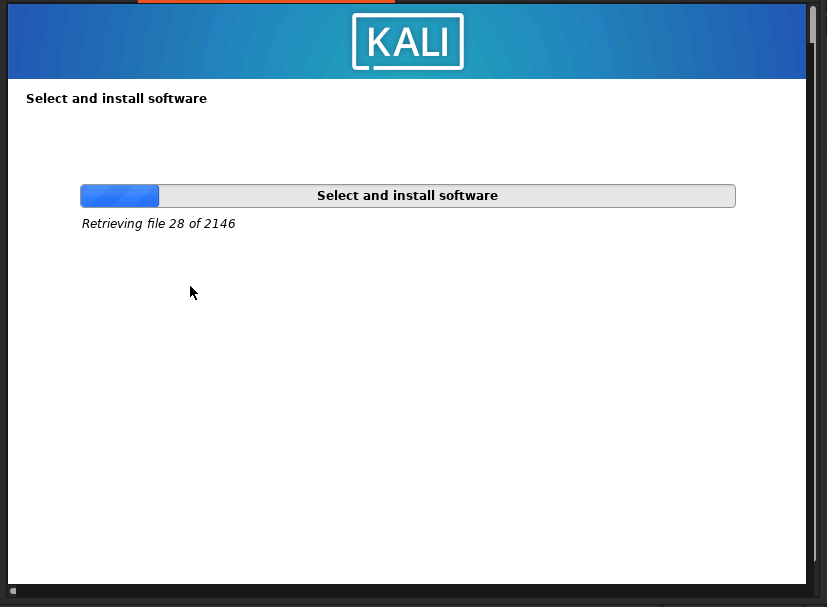 KALI
Select and install software
Select and install software
Retrieving file 28 of 2146